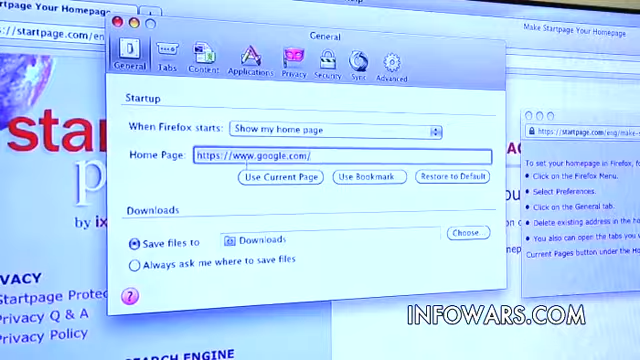 Startpage Your Homepage
Make Startpage Your Homepage
://startpage.com/en
https://startpage.com/eng/make-s
General
General
Tabs
Content
Applications
Privacy
Security
Sync
Advanced
Startup
When Firefox starts:
Show my home page
Home Page:
https://www.google.com/
Use Current Page
Use Bookmark...
Restore to Default
Downloads
Save files to
Downloads
Choose...
Always ask me where to save files
?
star
p
by ix
To set your homepage in Firefox,
Click on the Firefox Menu.
Select Preferences.
Click on the General tab.
Delete existing address in the ho
You also can open the tabs you w
Current Pages button under the Ho
VACY
Startpage Protec
Privacy Q & A
Privacy Policy
SEARCH ENGINE
INFOWARS.COM